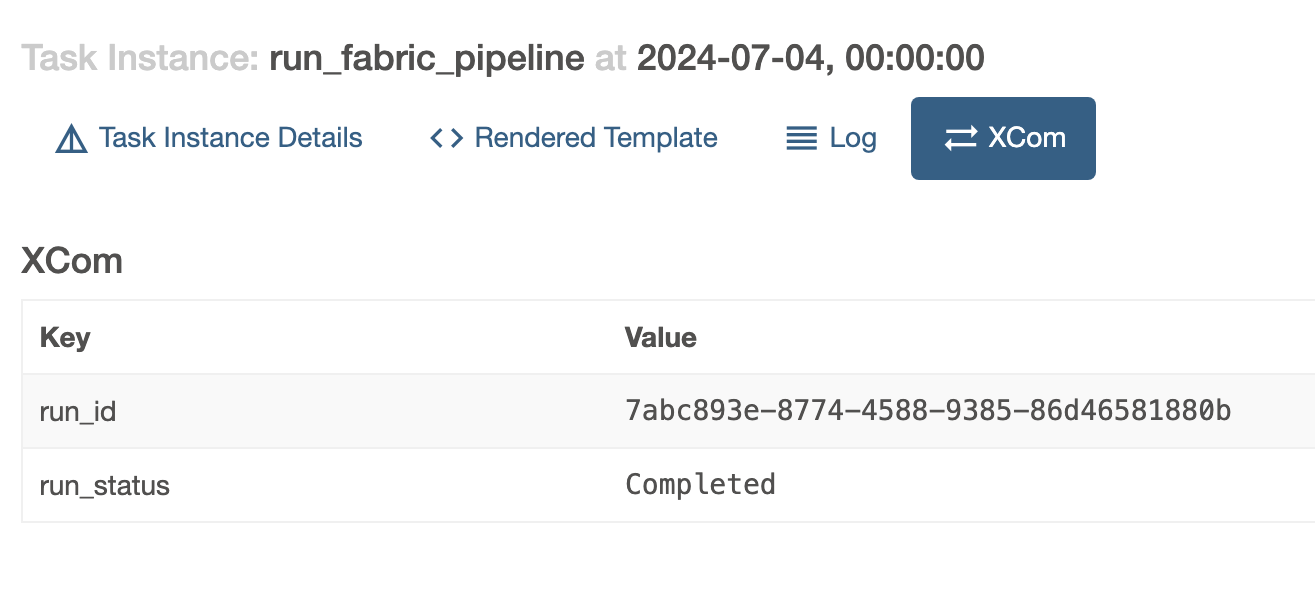 Task Instance: run_fabric_pipeline at 2024-07-04, 00:00:00
Task Instance Details Rendered Template Log XCom
XCom
Key Value
run_id 7abc893e-8774-4588-9385-86d46581880b
run_status Completed